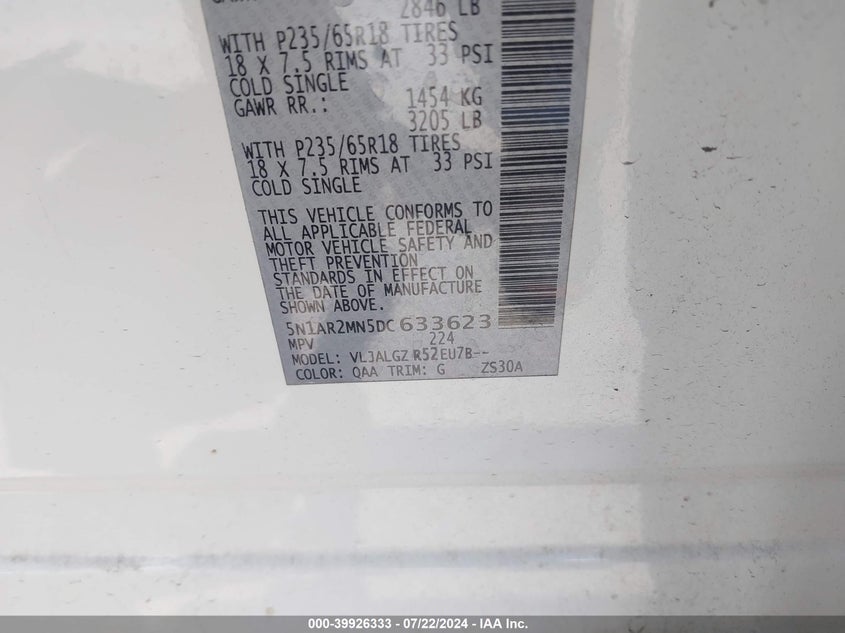 2846 LB
WITH P235/65R18 TIRES
18 X 7.5 RIMS AT 33 PSI
COLD SINGLE
GAWR RR.: 1454 KG
3205 LB
WITH P235/65R18 TIRES
18 X 7.5 RIMS AT 33 PSI
COLD SINGLE
THIS VEHICLE CONFORMS TO
ALL APPLICABLE FEDERAL
MOTOR VEHICLE SAFETY AND
THEFT PREVENTION
STANDARDS IN EFFECT ON
THE DATE OF MANUFACTURE
SHOWN ABOVE.
5N1AR2MN5DC633623
MPV 224
MODEL: VL3ALGZ R52EU7B--
COLOR: QAA TRIM: G ZS30A
000-39926333 - 07/22/2024 - IAA Inc.